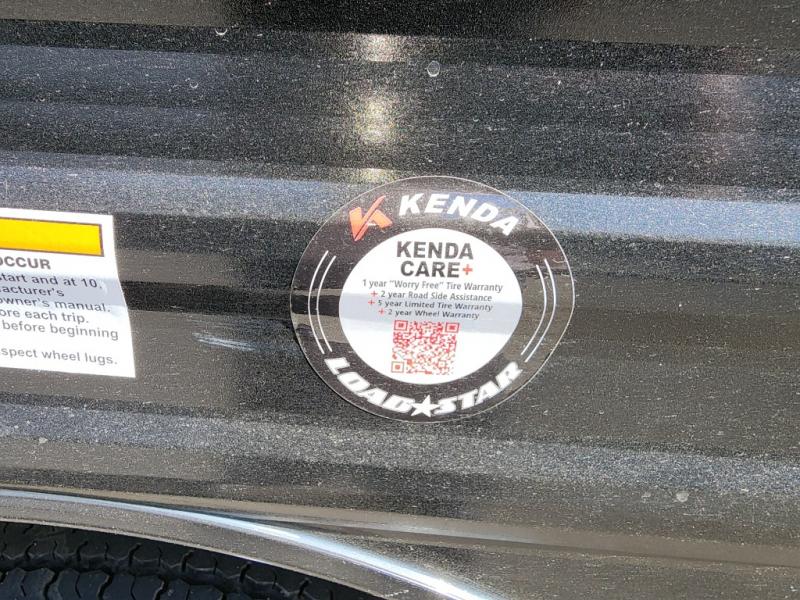 OCCUR
start and at 10,
owner's manual.
ore each trip.
before beginning
spect wheel lugs.
KENDA
KENDA
CARE+
1 year "Worry Free" Tire Warranty
+ 2 year Road Side Assistance
+ 5 year Limited Tire Warranty
+ 2 year Wheel Warranty
LOAD★STAR